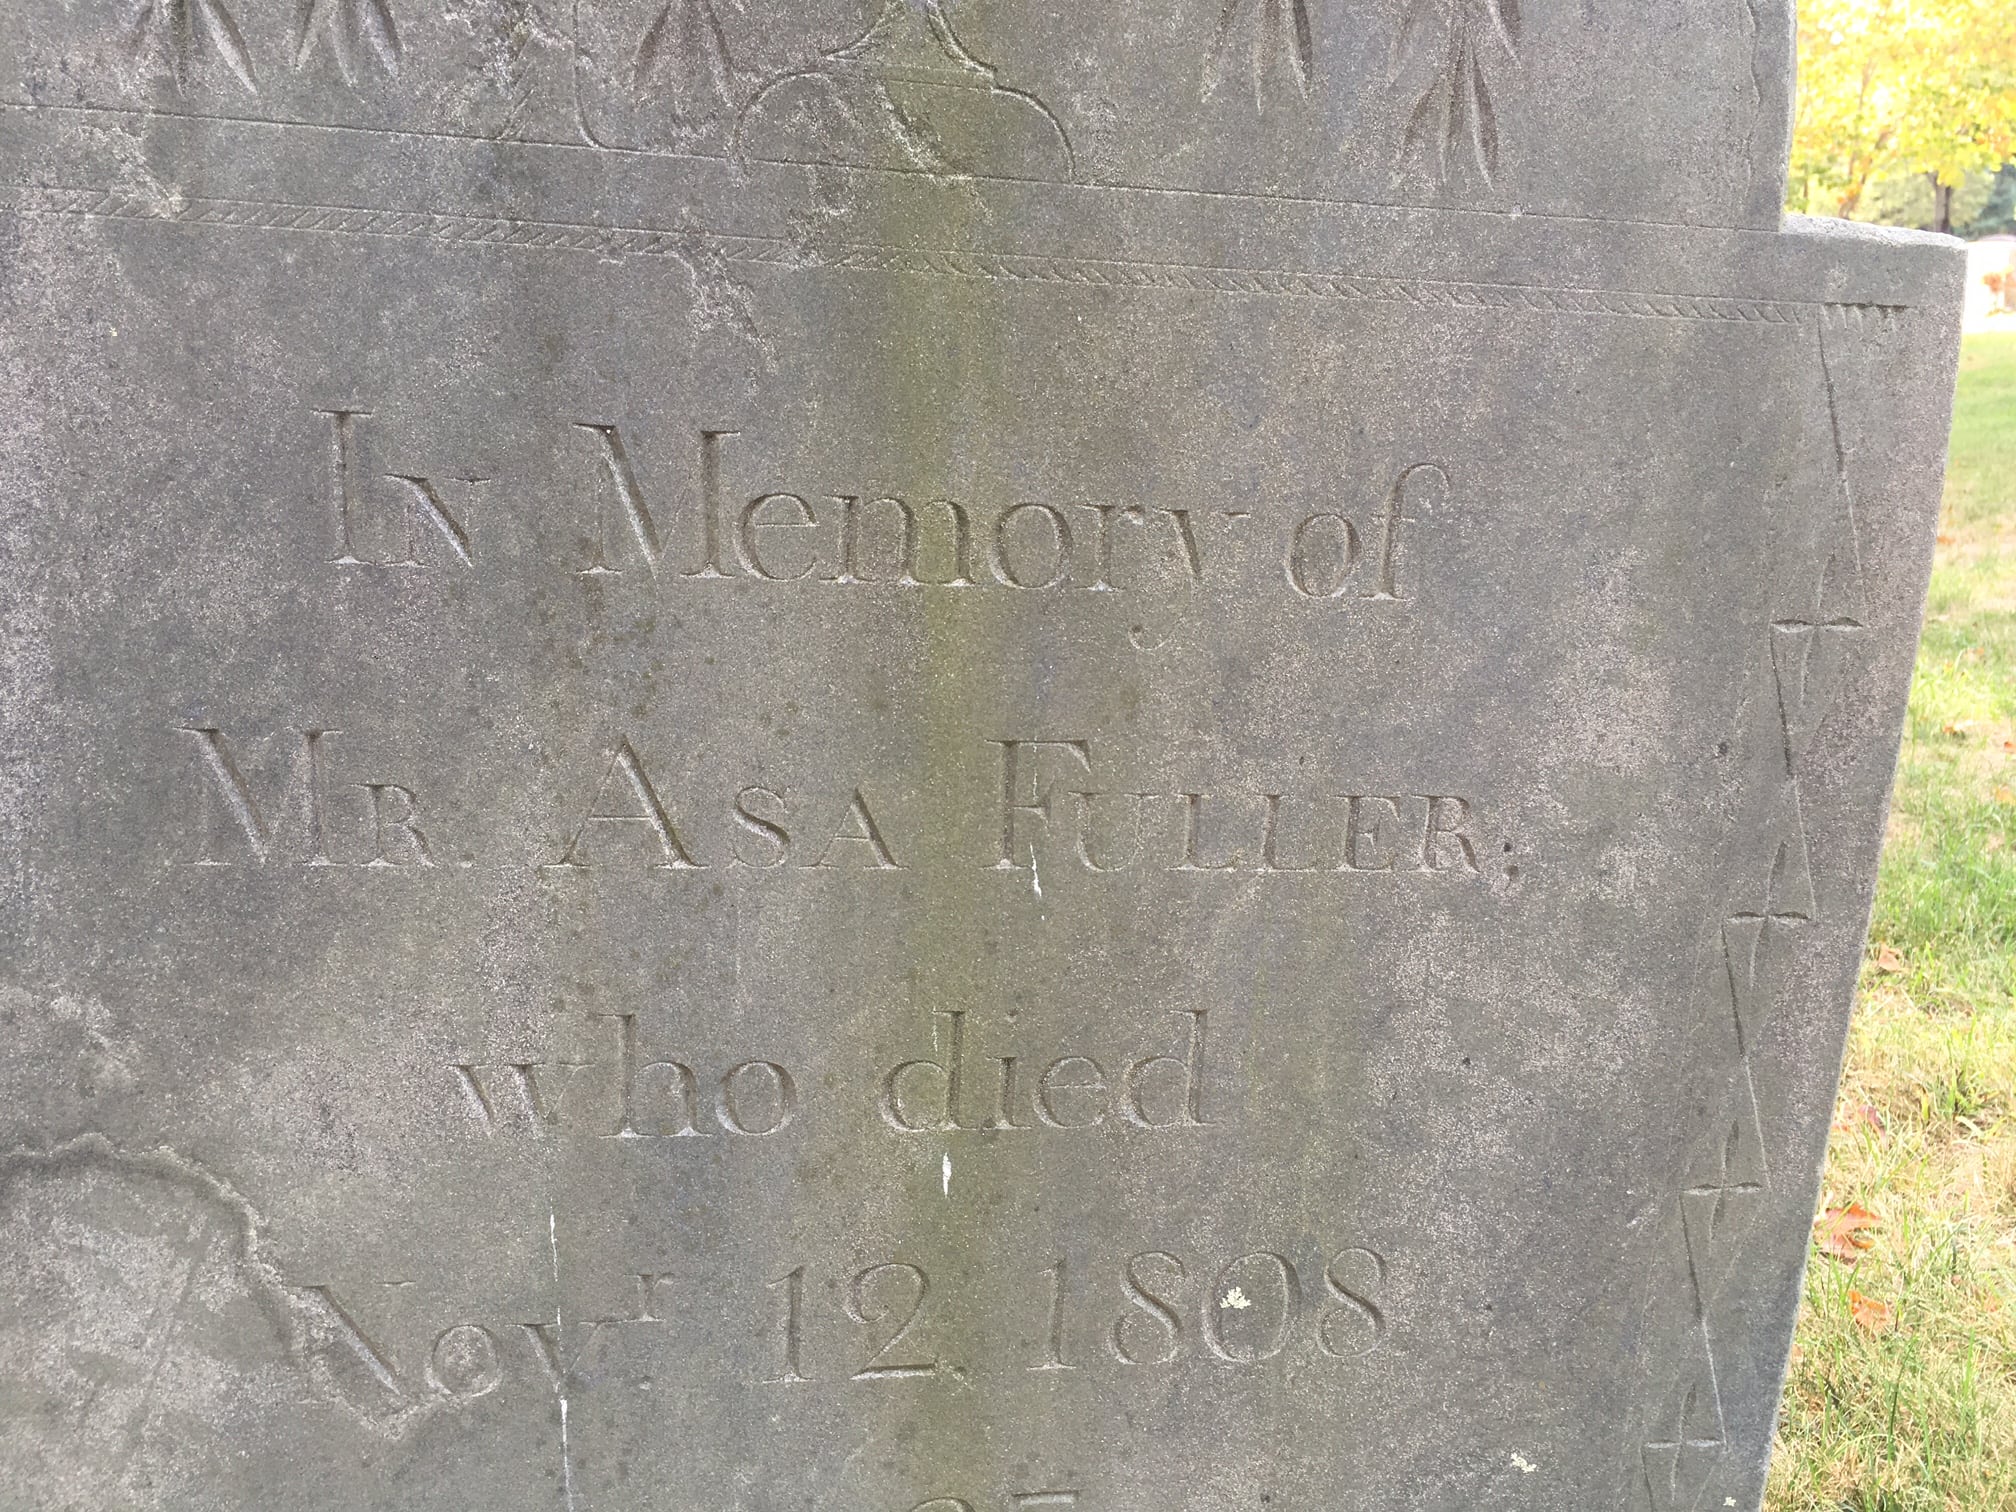 In Memory of
Mr. Asa Fuller;
who died
Novr 12, 1808